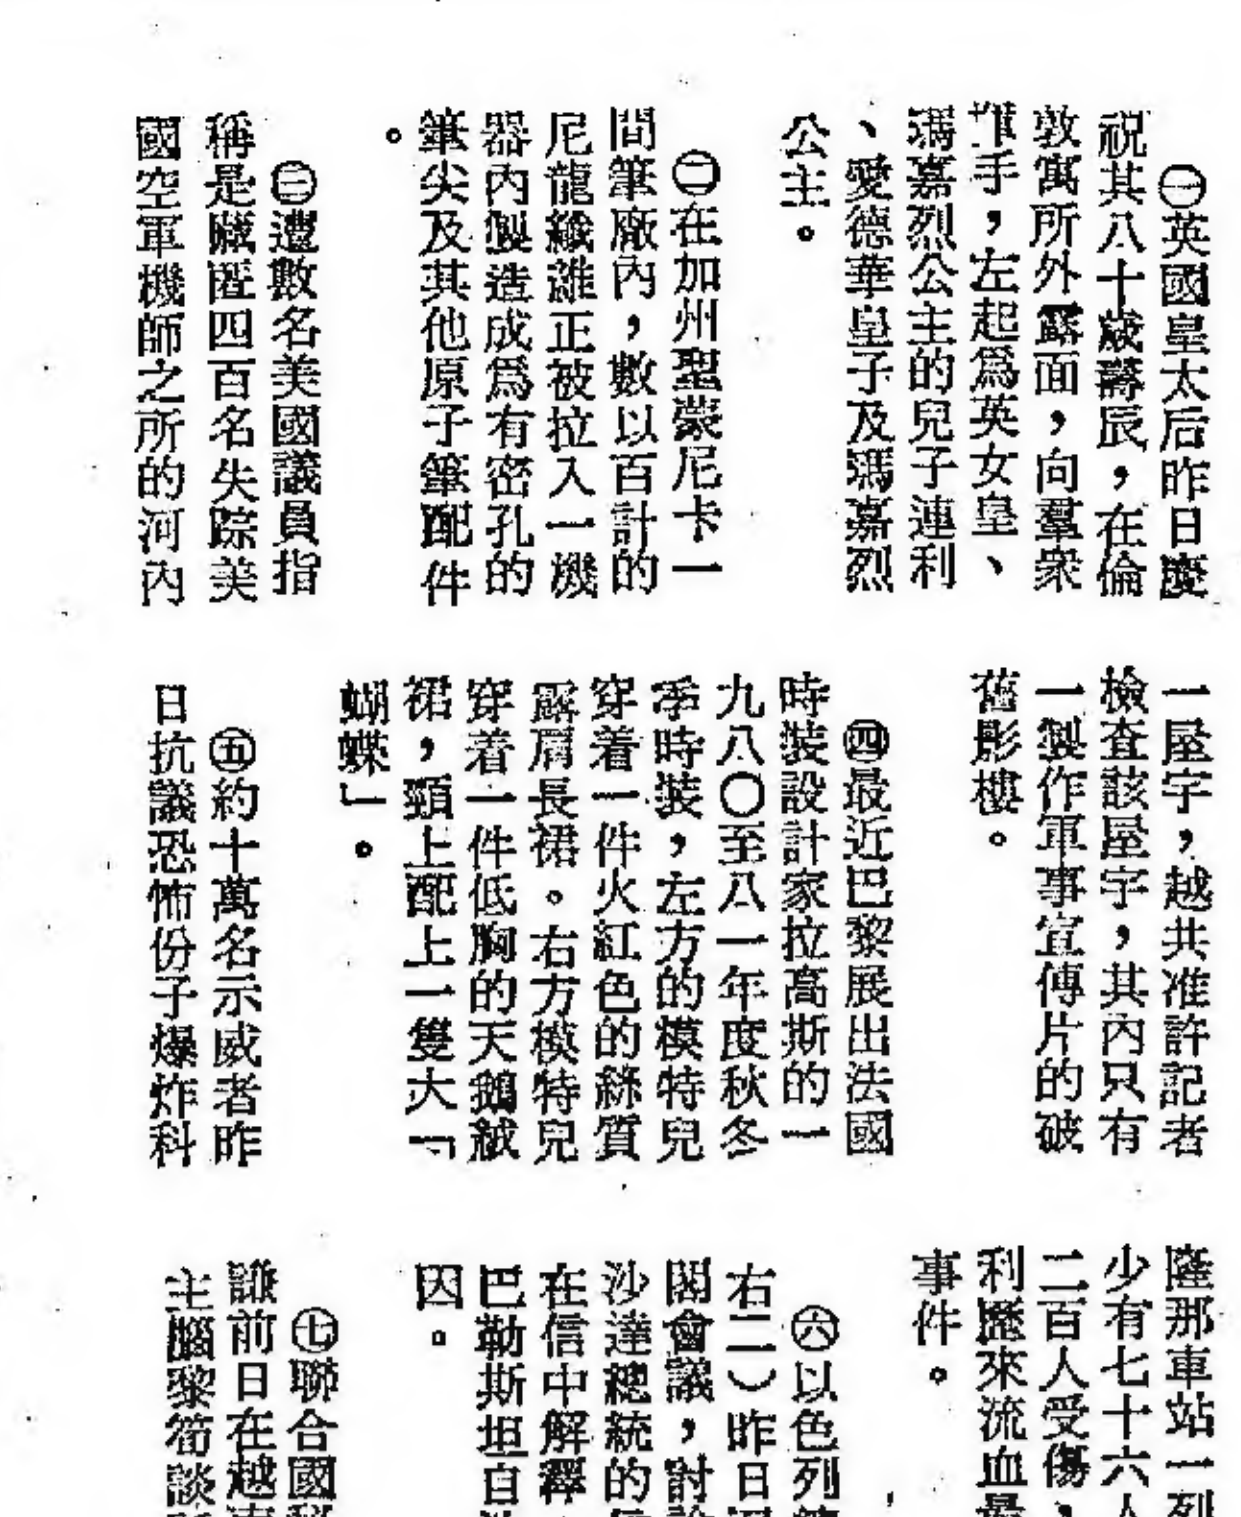 ㊀英國皇太后昨日慶
祝其八十歲壽辰，在倫
敦寓所外露面，向羣衆
揮手，左起爲英女皇、
瑪嘉烈公主的兒子連利
、愛德華皇子及瑪嘉烈
公主。
㊁在加州聖蒙尼卡一
間筆廠內，數以百計的
尼龍纖維正被拉入一機
器內製造成爲有密孔的
筆尖及其他原子筆配件
。
㊂遭數名美國議員指
稱是藏匿四百名失踪美
國空軍機師之所的河內
一屋宇，越共准許記者
檢查該屋宇，其內只有
一製作軍事宣傳片的破
舊影樓。
㊃最近巴黎展出法國
時裝設計家拉高斯的一
九八〇至八一年度秋冬
季時裝，左方的模特兒
穿着一件火紅色的絲質
露肩長裙。右方模特兒
穿着一件低胸的天鵝絨
裙，頸上配上一隻大「
蝴蝶」。
㊄約十萬名示威者昨
日抗議恐怖份子爆炸科
隆那車站一列
少有七十六人
二百人受傷，
利歷來流血最
事件。
㊅以色列總
右二）昨日召
閣會議，討論
沙達總統的信
在信中解釋
巴勒斯坦自治
因。
㊆聯合國秘
謙前日在越南
主腦黎筍談